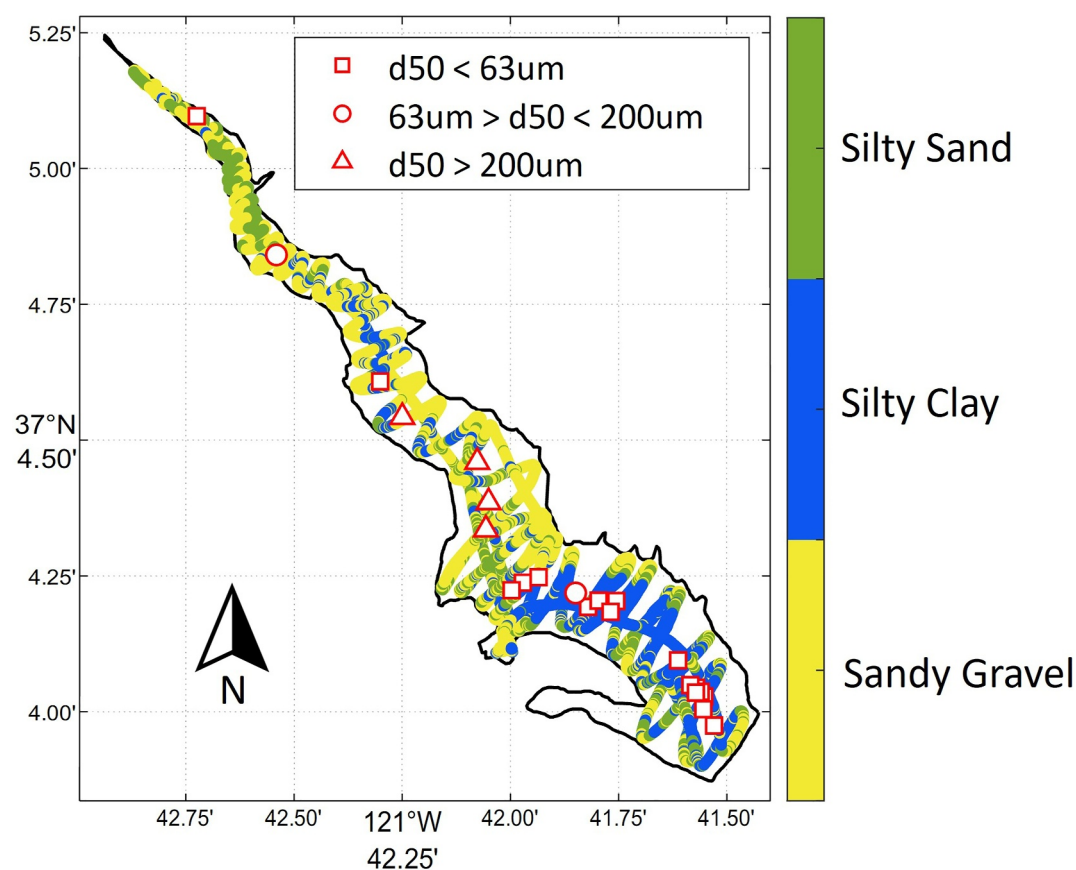 5.25'
5.00'
4.75'
37°N
4.50'
4.25'
4.00'
d50 < 63um
63um > d50 < 200um
d50 > 200um
N
42.75'
42.50'
121°W
42.25'
42.00'
41.75'
41.50'
Silty Sand
Silty Clay
Sandy Gravel